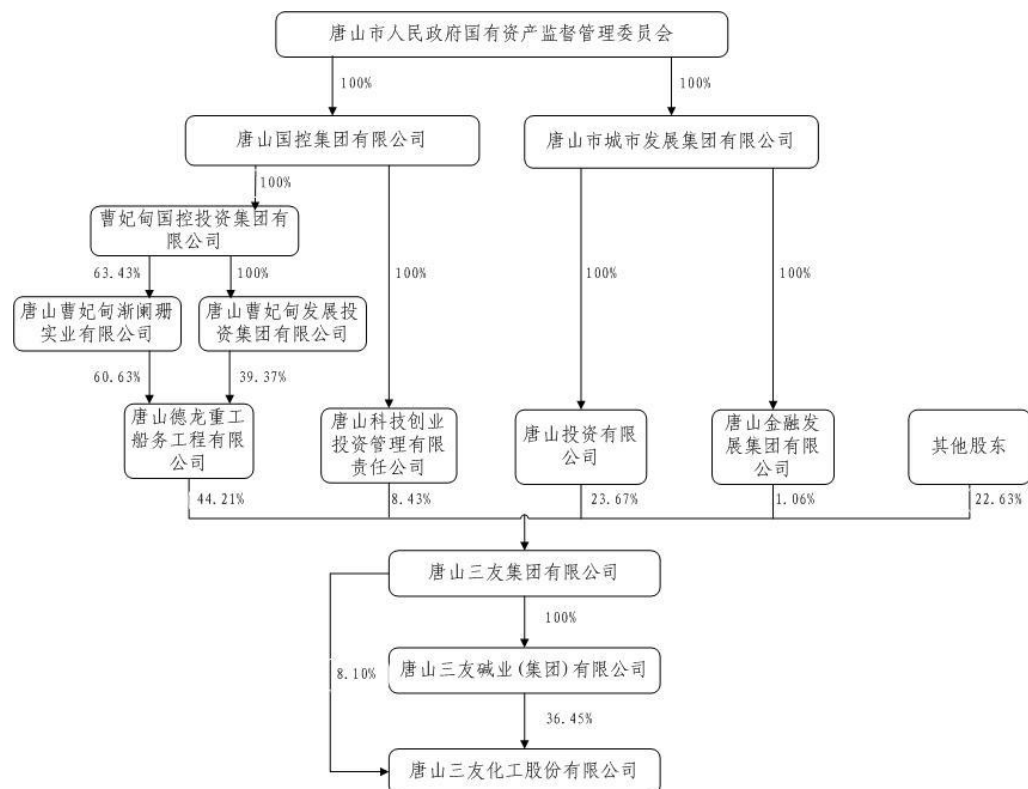 唐山市人民政府国有资产监督管理委员会
100%
100%
唐山国控集团有限公司
唐山市城市发展集团有限公司
100%
曹妃甸国控投资集团有
限公司
63.43%
100%
100%
100%
100%
唐山曹妃甸渐阑珊
实业有限公司
唐山曹妃甸发展投
资集团有限公司
60.63%
39.37%
唐山德龙重工
船务工程有限
公司
唐山科技创业
投资管理有限
责任公司
唐山投资有限
公司
唐山金融发
展集团有限
公司
其他股东
44.21%
8.43%
23.67%
1.06%
22.63%
唐山三友集团有限公司
100%
唐山三友碱业(集团)有限公司
8.10%
36.45%
唐山三友化工股份有限公司